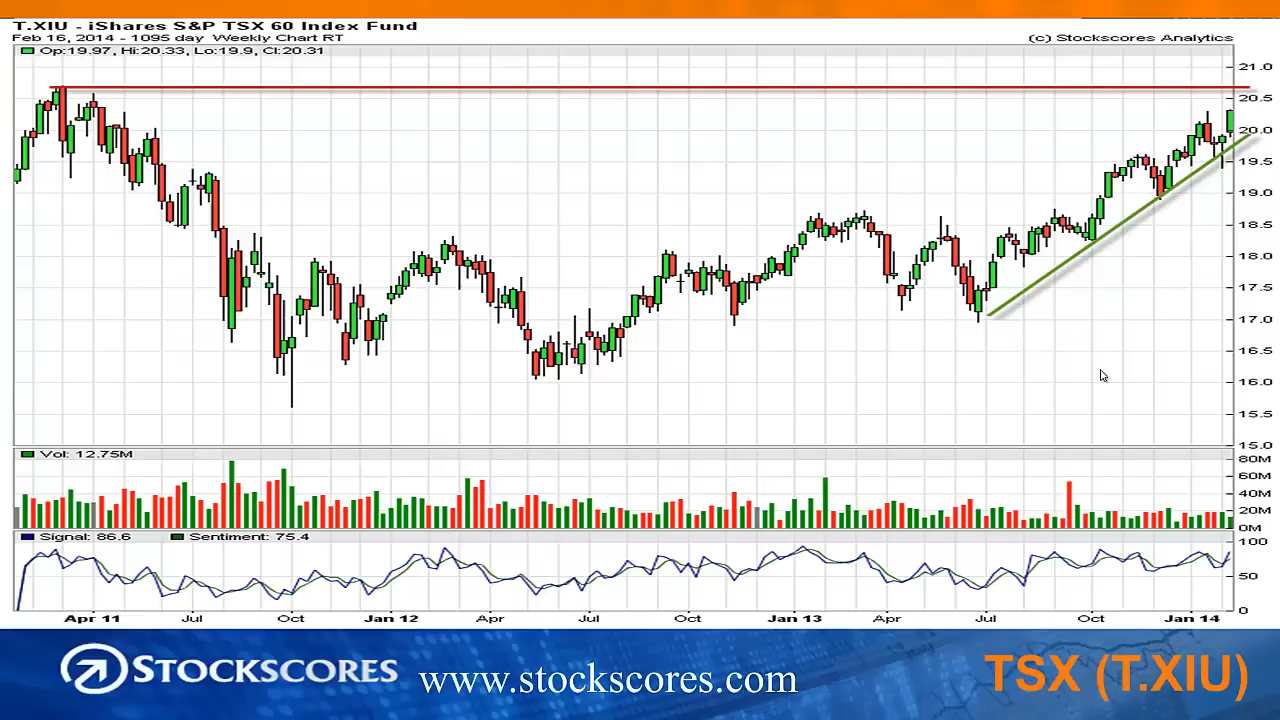 T.XIU - iShares S&P TSX 60 Index Fund
Feb 16, 2014 - 1095 day Weekly Chart RT
(c) Stockscores Analytics
Op:19.97, Hi:20.33, Lo:19.9, Cl:20.31
21.0
20.5
20.0
19.5
19.0
18.5
18.0
17.5
17.0
16.5
16.0
15.5
15.0
Vol: 12.75M
80M
60M
40M
20M
0M
Signal: 86.6 Sentiment: 75.4
100
50
0
Apr 11 Jul Oct Jan 12 Apr Jul Oct Jan 13 Apr Jul Oct Jan 14
STOCKSCORES www.stockscores.com TSX (T.XIU)